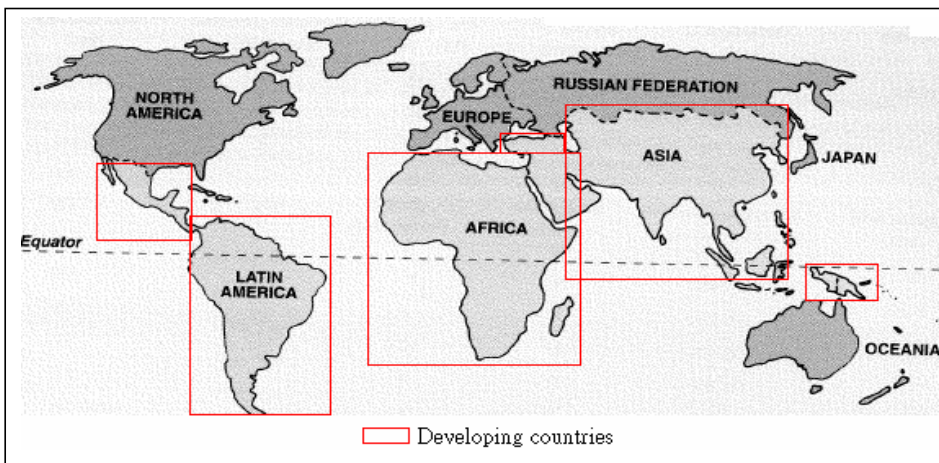 NORTH
AMERICA
RUSSIAN FEDERATION
EUROPE
ASIA
JAPAN
AFRICA
Equator
LATIN
AMERICA
OCEANIA
Developing countries